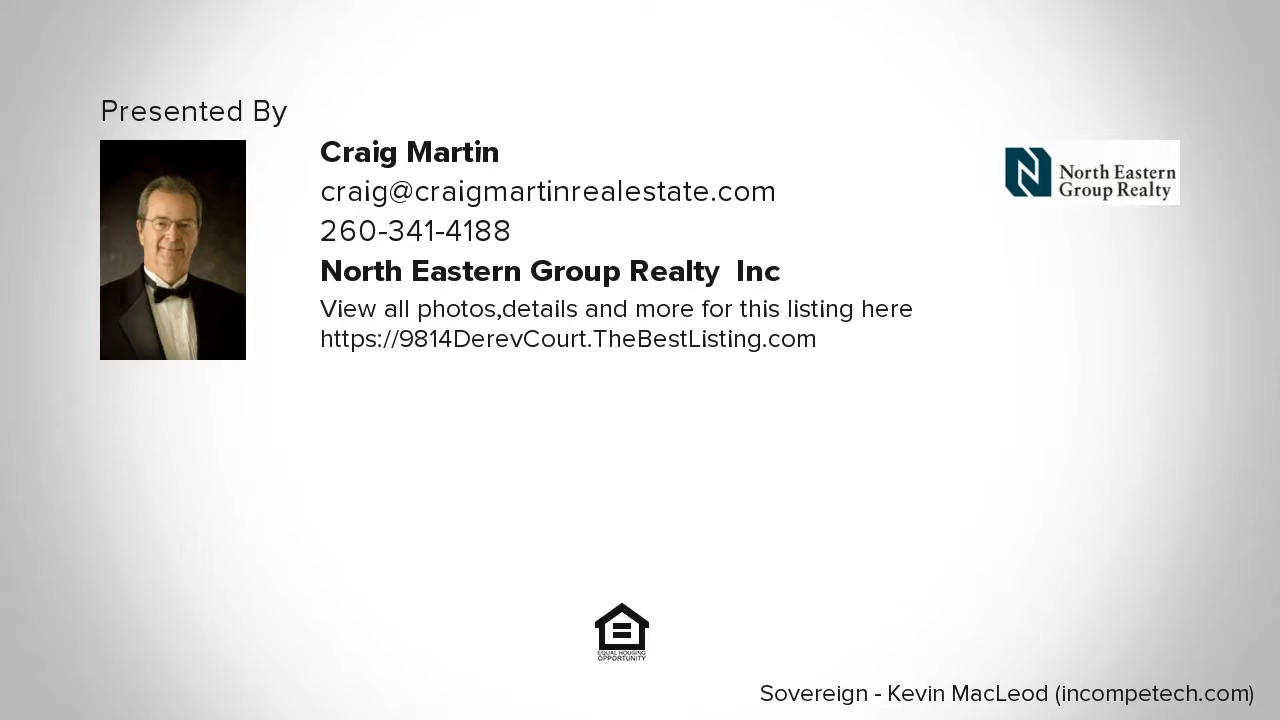 Presented By
Craig Martin
craig@craigmartinrealestate.com
260-341-4188
North Eastern Group Realty  Inc
View all photos,details and more for this listing here
https://9814DerevCourt.TheBestListing.com
North Eastern
Group Realty
EQUAL HOUSING
OPPORTUNITY
Sovereign - Kevin MacLeod (incompetech.com)